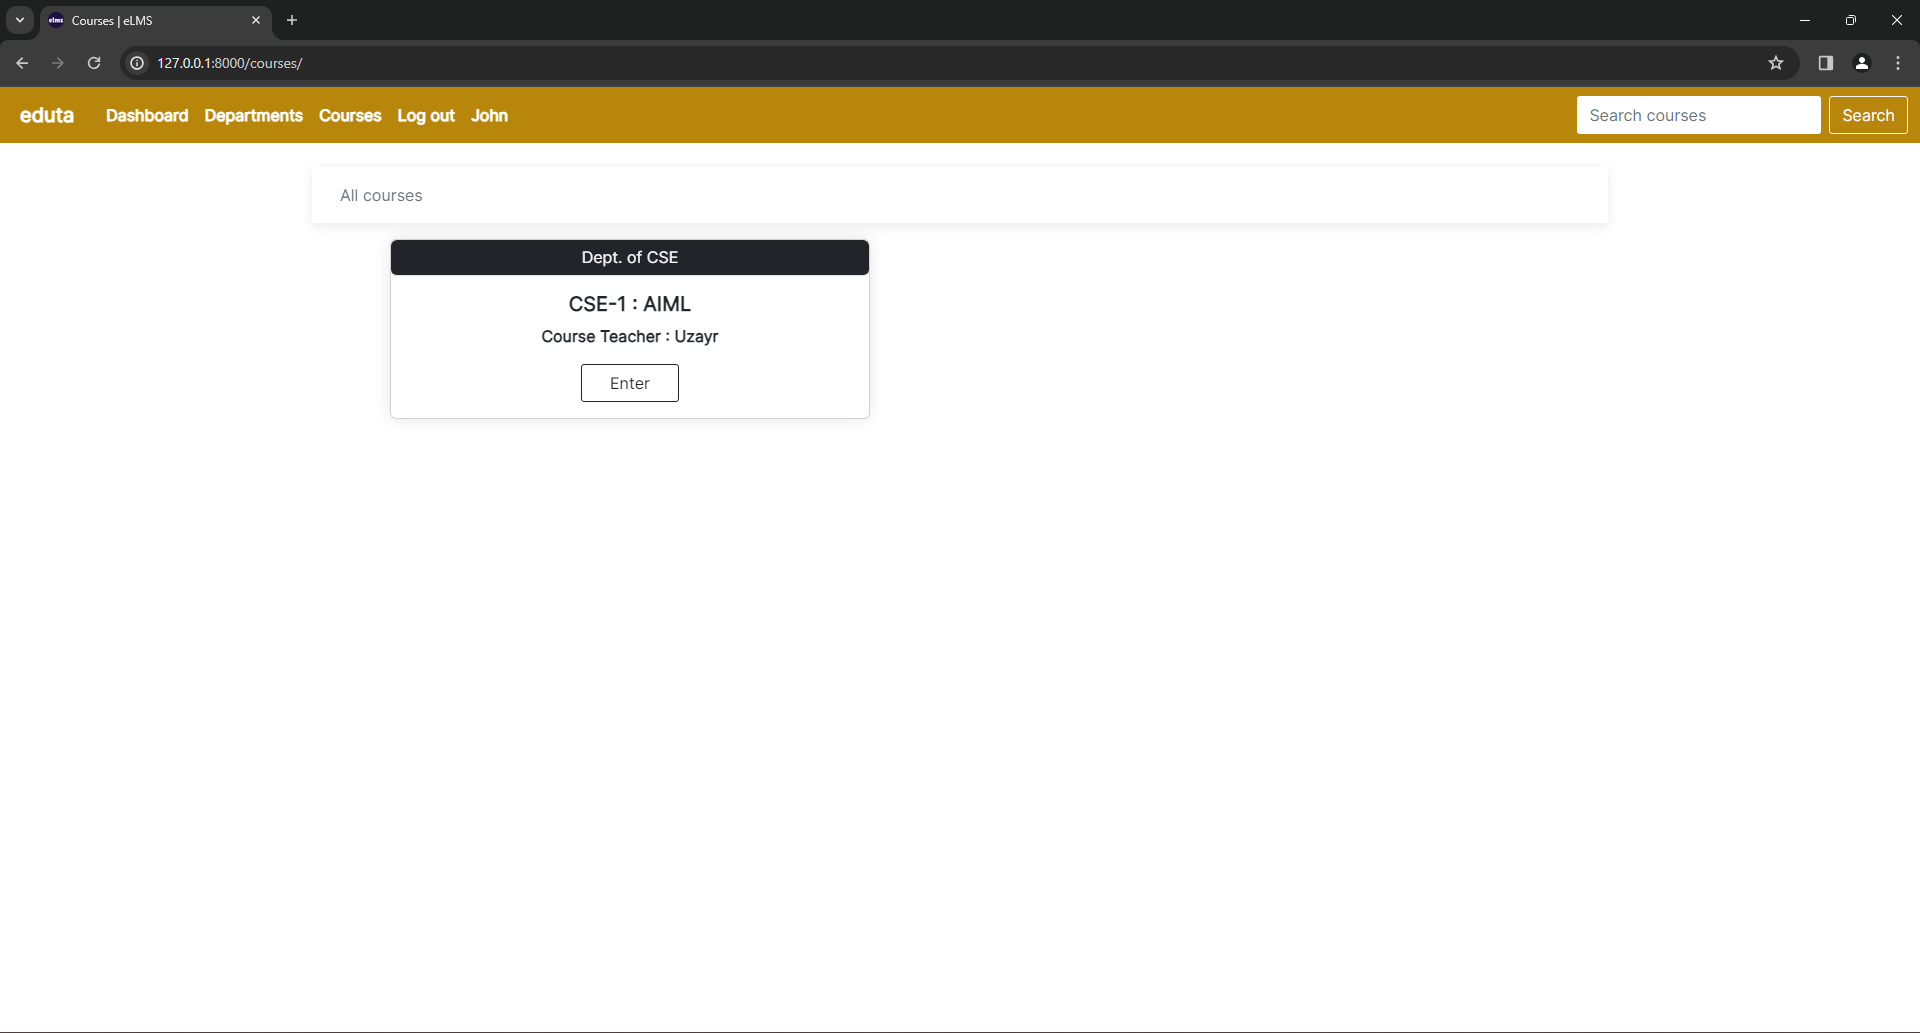 elms Courses | eLMS
127.0.0.1:8000/courses/
eduta Dashboard Departments Courses Log out John Search courses Search
All courses
Dept. of CSE
CSE-1 : AIML
Course Teacher : Uzayr
Enter